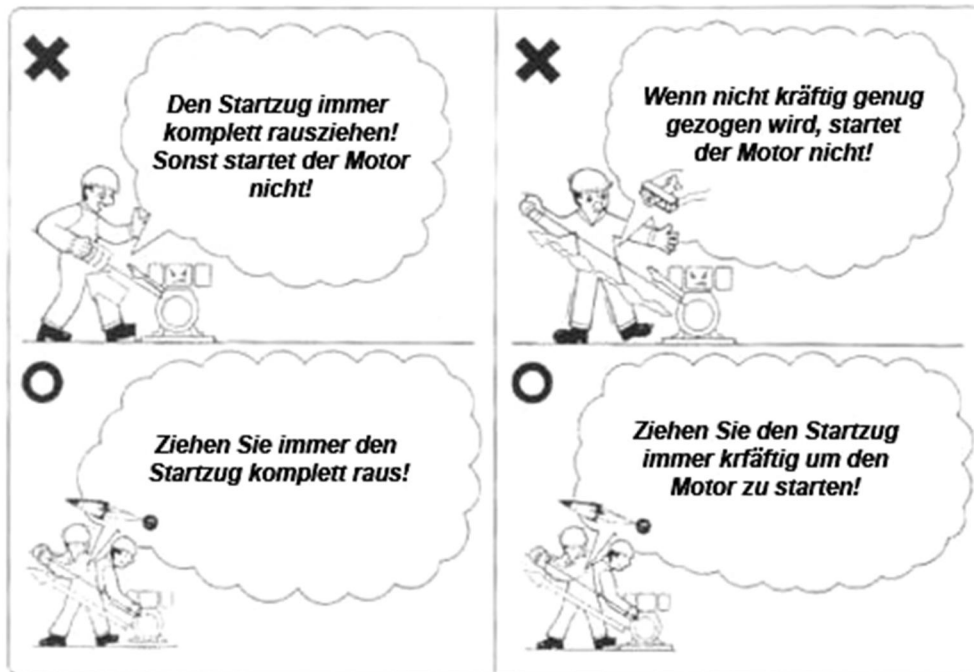 Den Startzug immer
komplett rausziehen!
Sonst startet der Motor
nicht!
Wenn nicht kräftig genug
gezogen wird, startet
der Motor nicht!
Ziehen Sie immer den
Startzug komplett raus!
Ziehen Sie den Startzug
immer krfäftig um den
Motor zu starten!